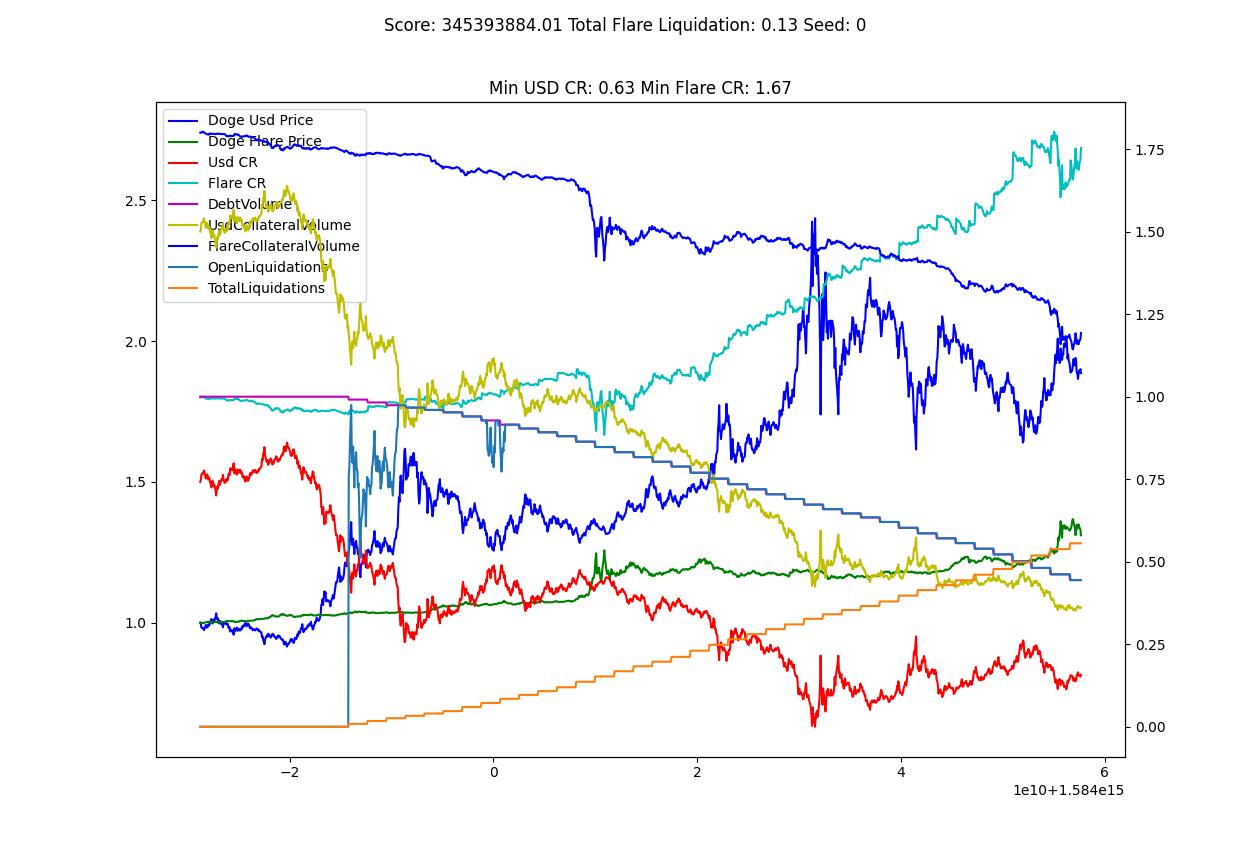 Score: 345393884.01 Total Flare Liquidation: 0.13 Seed: 0
Min USD CR: 0.63 Min Flare CR: 1.67
Doge Usd Price
Doge Flare Price
Usd CR
Flare CR
DebtVolume
UsdCollateralVolume
FlareCollateralVolume
OpenLiquidations
TotalLiquidations
2.5
2.0
1.5
1.0
1.75
1.50
1.25
1.00
0.75
0.50
0.25
0.00
−2
0
2
4
6
1e10+1.584e15